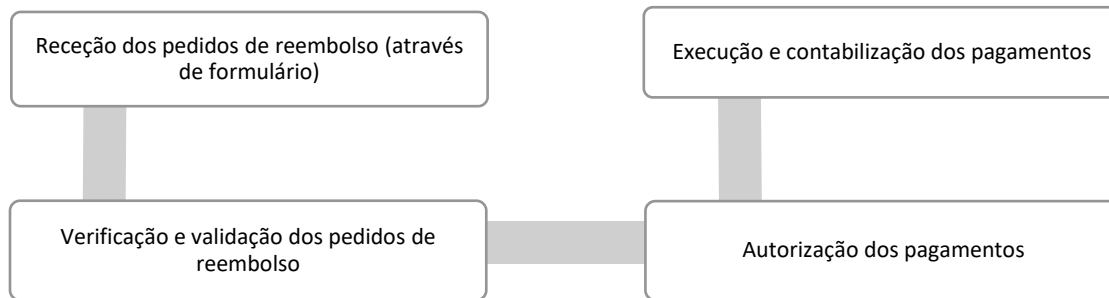 Receção dos pedidos de reembolso (através
de formulário)
Verificação e validação dos pedidos de
reembolso
Autorização dos pagamentos
Execução e contabilização dos pagamentos